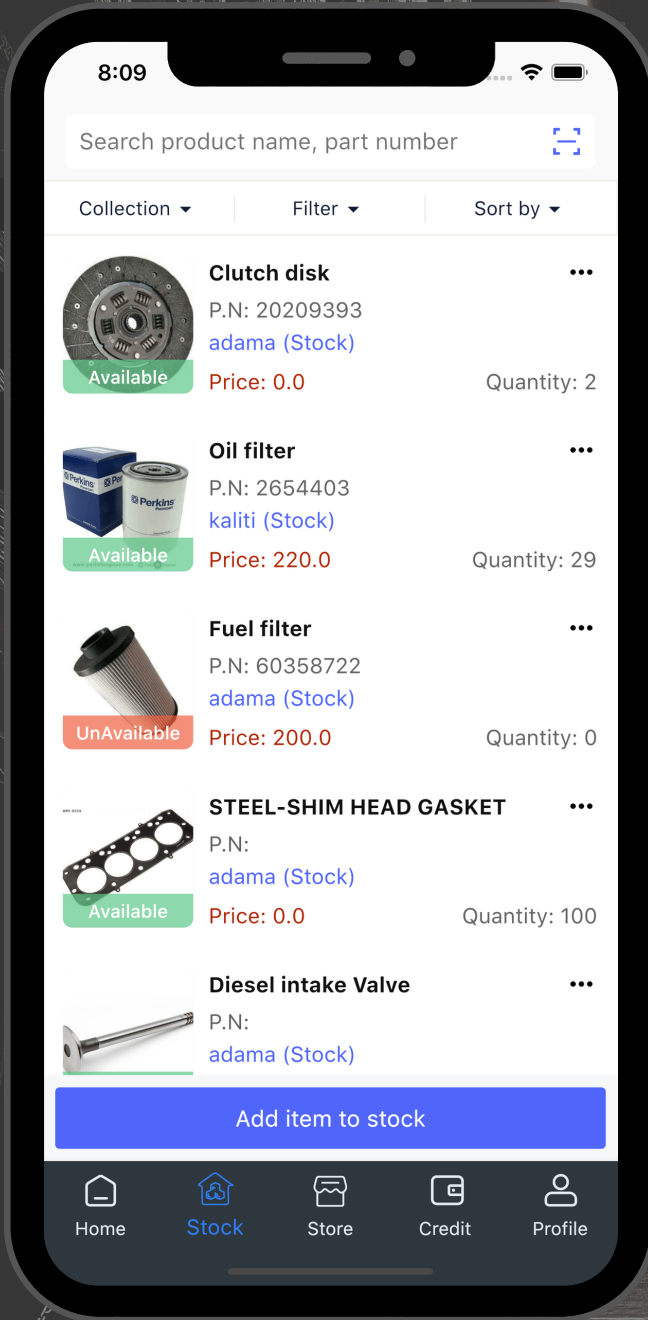 8:09
Search product name, part number
Collection Filter Sort by
Clutch disk
P.N: 20209393
adama (Stock)
Price: 0.0 Quantity: 2
Available
Oil filter
P.N: 2654403
kaliti (Stock)
Price: 220.0 Quantity: 29
Perkins
Perkins
Available
Fuel filter
P.N: 60358722
adama (Stock)
Price: 200.0 Quantity: 0
UnAvailable
STEEL-SHIM HEAD GASKET
P.N:
adama (Stock)
Price: 0.0 Quantity: 100
Available
Diesel intake Valve
P.N:
adama (Stock)
Add item to stock
Home Stock Store Credit Profile